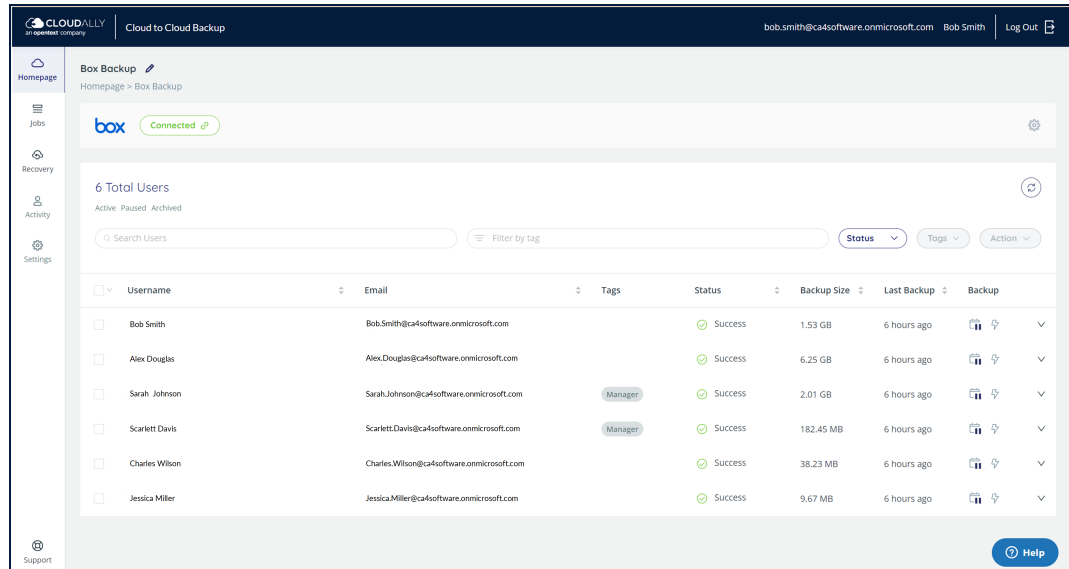 CLOUDALLY
an opentext company
Cloud to Cloud Backup
bob.smith@ca4software.onmicrosoft.com Bob Smith Log Out
Homepage
Jobs
Recovery
Activity
Settings
Support
Box Backup
Homepage > Box Backup
box Connected
6 Total Users
Active Paused Archived
Search Users Filter by tag Status Tags Action
Username Email Tags Status Backup Size Last Backup Backup
Bob Smith Bob.Smith@ca4software.onmicrosoft.com Success 1.53 GB 6 hours ago
Alex Douglas Alex.Douglas@ca4software.onmicrosoft.com Success 6.25 GB 6 hours ago
Sarah Johnson Sarah.Johnson@ca4software.onmicrosoft.com Manager Success 2.01 GB 6 hours ago
Scarlett Davis Scarlett.Davis@ca4software.onmicrosoft.com Manager Success 182.45 MB 6 hours ago
Charles Wilson Charles.Wilson@ca4software.onmicrosoft.com Success 38.23 MB 6 hours ago
Jessica Miller Jessica.Miller@ca4software.onmicrosoft.com Success 9.67 MB 6 hours ago
Help